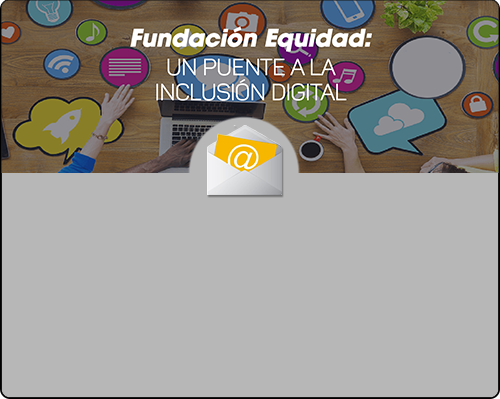 Fundación Equidad:
UN PUENTE A LA
INCLUSIÓN DIGITAL
@